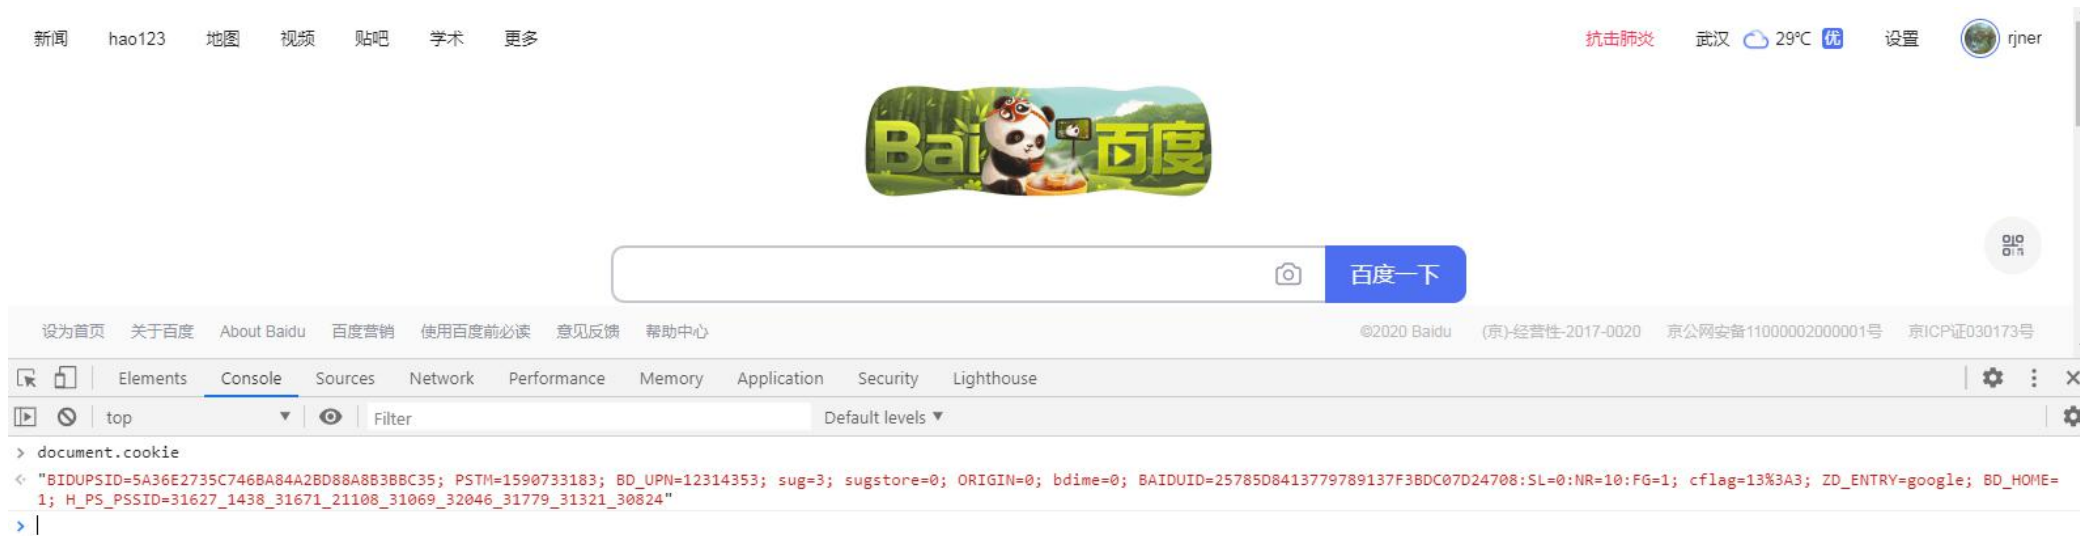 新闻 hao123 地图 视频 贴吧 学术 更多 抗击肺炎 武汉 29℃ 优 设置 rjner
Bai 百度
百度一下
设为首页 关于百度 About Baidu 百度营销 使用百度前必读 意见反馈 帮助中心 ©2020 Baidu (京)-经营性-2017-0020 京公网安备11000002000001号 京ICP证030173号
Elements Console Sources Network Performance Memory Application Security Lighthouse
top Filter Default levels
> document.cookie
"BIDUPSID=5A36E2735C746BA84A2BD88A8B3BBC35; PSTM=1590733183; BD_UPN=12314353; sug=3; sugstore=0; ORIGIN=0; bdime=0; BAIDUID=25785D8413779789137F3BDC07D24708:SL=0:NR=10:FG=1; cflag=13%3A3; ZD_ENTRY=google; BD_HOME=
1; H_PS_PSSID=31627_1438_31671_21108_31069_32046_31779_31321_30824"
>